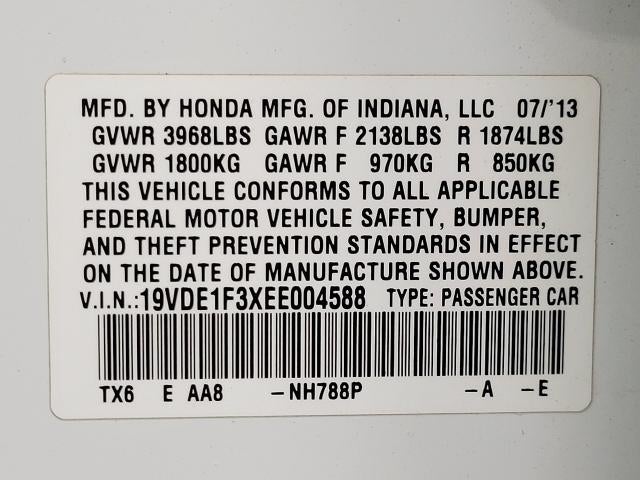 MFD. BY HONDA MFG. OF INDIANA, LLC 07/'13
GVWR 3968LBS GAWR F 2138LBS R 1874LBS
GVWR 1800KG GAWR F 970KG R 850KG
THIS VEHICLE CONFORMS TO ALL APPLICABLE
FEDERAL MOTOR VEHICLE SAFETY, BUMPER,
AND THEFT PREVENTION STANDARDS IN EFFECT
ON THE DATE OF MANUFACTURE SHOWN ABOVE.
V.I.N.:19VDE1F3XEE004588 TYPE: PASSENGER CAR
TX6 E AA8 -NH788P -A -E